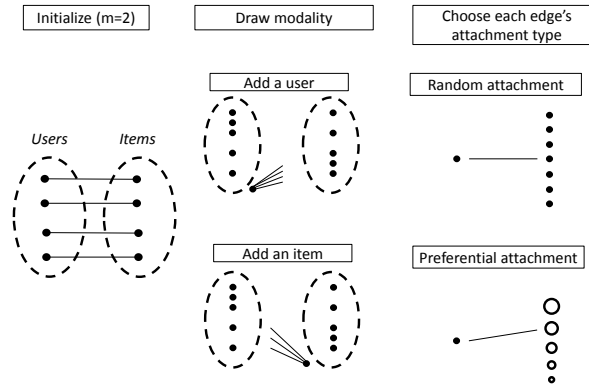 Initialize (m=2)
Draw modality
Choose each edge's
attachment type
Add a user
Random attachment
Users
Items
Add an item
Preferential attachment